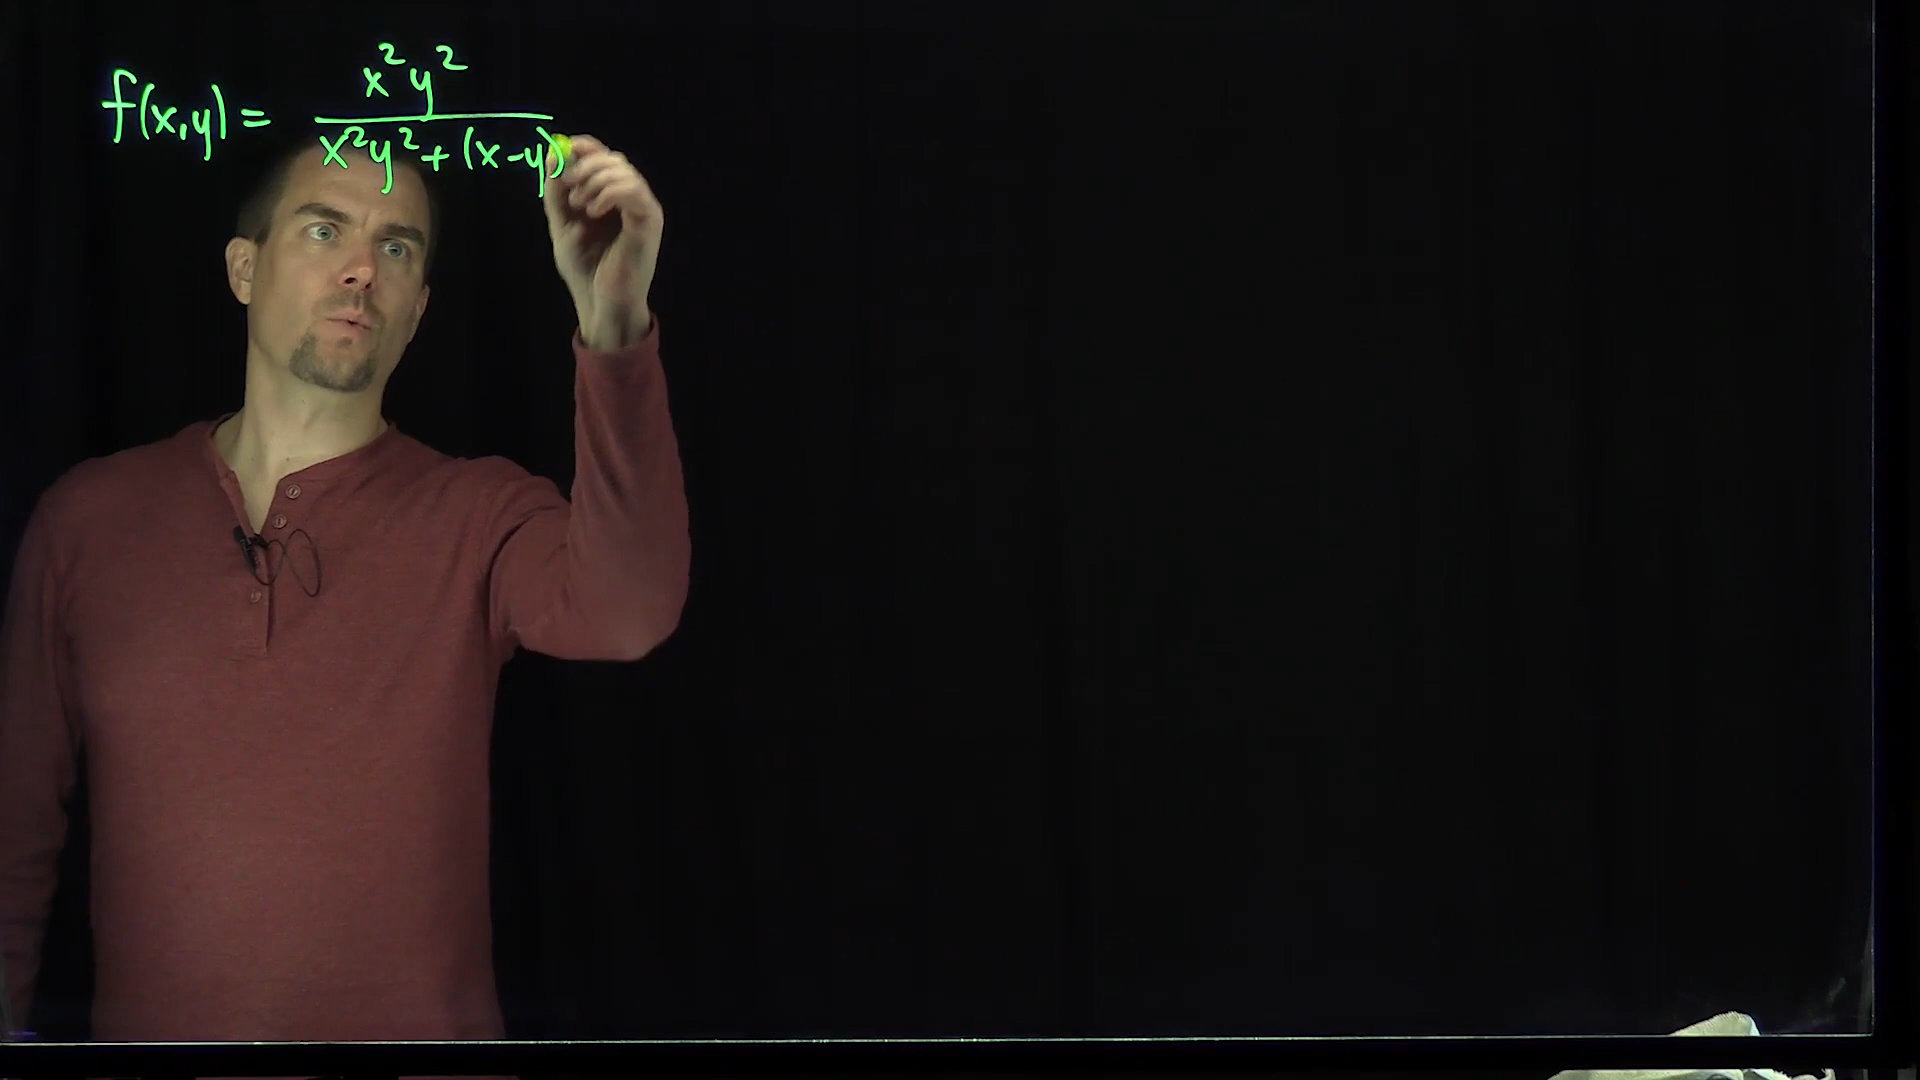 f(x,y) = x²y² / x²y² + (x-y)